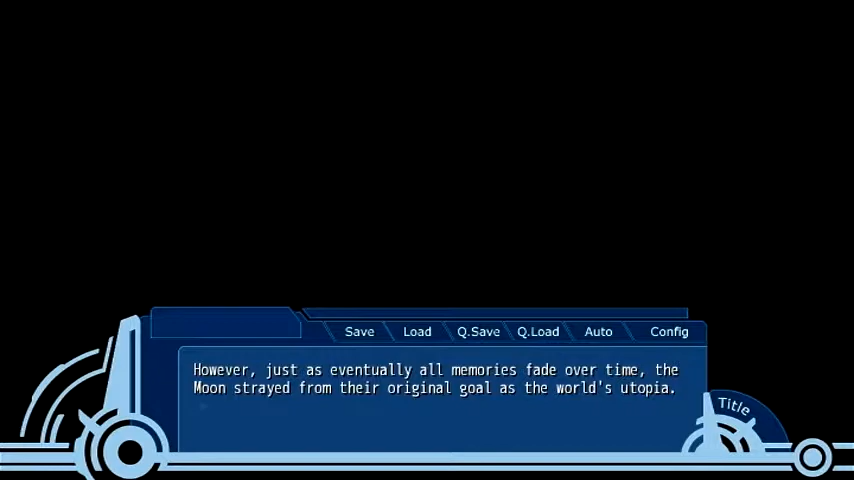 Save Load Q.Save Q.Load Auto Config
However, just as eventually all memories fade over time, the
Moon strayed from their original goal as the world's utopia.
Title